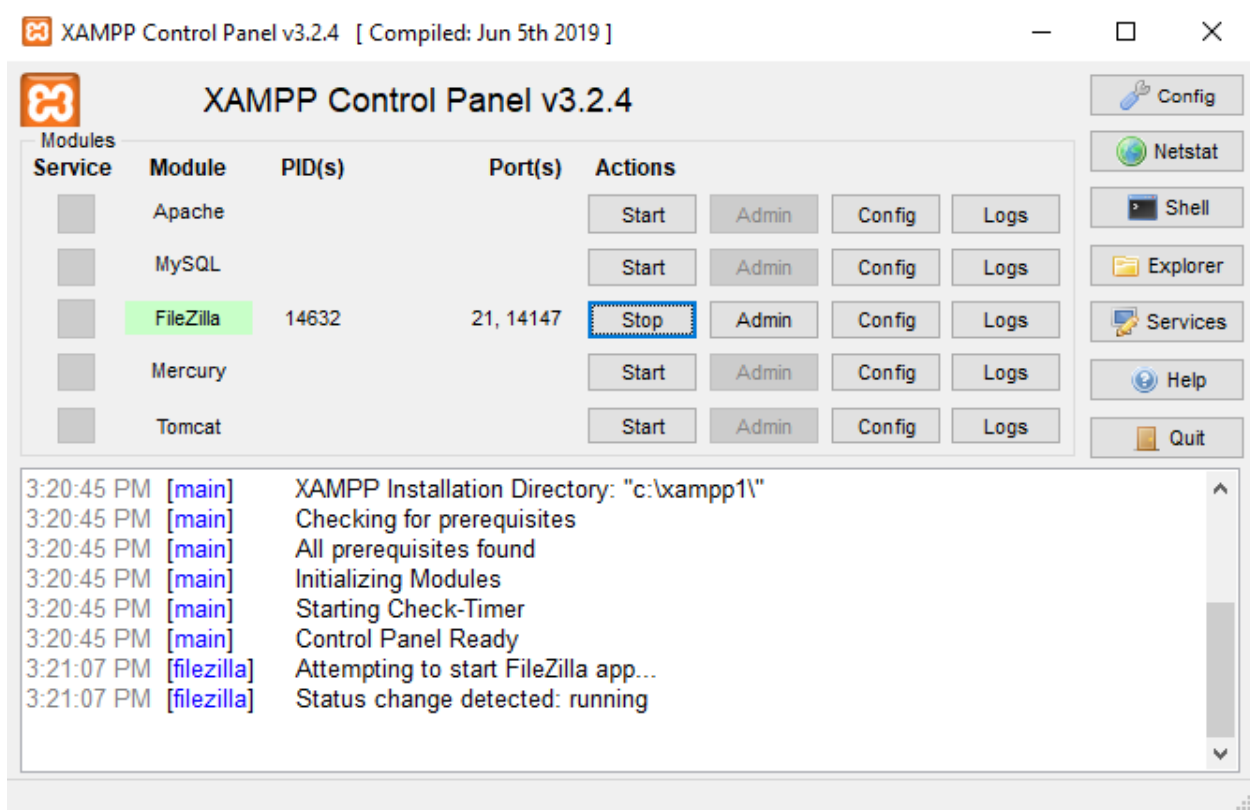 XAMPP Control Panel v3.2.4 [ Compiled: Jun 5th 2019 ]
XAMPP Control Panel v3.2.4
Config
Modules
Service Module PID(s) Port(s) Actions
Netstat
Apache Start Admin Config Logs
Shell
MySQL Start Admin Config Logs
Explorer
FileZilla 14632 21, 14147 Stop Admin Config Logs
Services
Mercury Start Admin Config Logs
Help
Tomcat Start Admin Config Logs
Quit
3:20:45 PM [main] XAMPP Installation Directory: "c:\xampp1\"
3:20:45 PM [main] Checking for prerequisites
3:20:45 PM [main] All prerequisites found
3:20:45 PM [main] Initializing Modules
3:20:45 PM [main] Starting Check-Timer
3:20:45 PM [main] Control Panel Ready
3:21:07 PM [filezilla] Attempting to start FileZilla app...
3:21:07 PM [filezilla] Status change detected: running